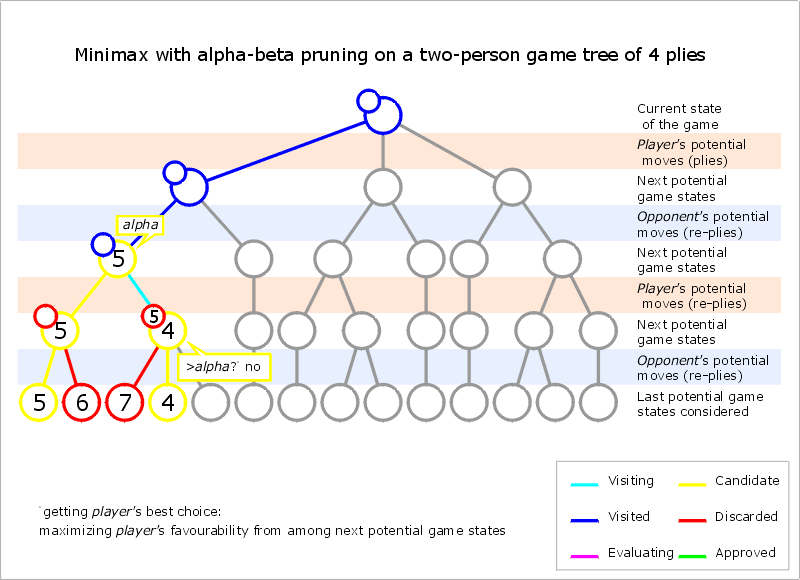 Minimax with alpha-beta pruning on a two-person game tree of 4 plies
Current state
of the game
Player's potential
moves (plies)
Next potential
game states
Opponent's potential
moves (re-plies)
alpha
5
Next potential
game states
Player's potential
moves (re-plies)
5
5
4
Next potential
game states
>alpha?` no
Opponent's potential
moves (re-plies)
5
6
7
4
Last potential game
states considered
`getting player's best choice:
maximizing player's favourability from among next potential game states
Visiting
Candidate
Visited
Discarded
Evaluating
Approved